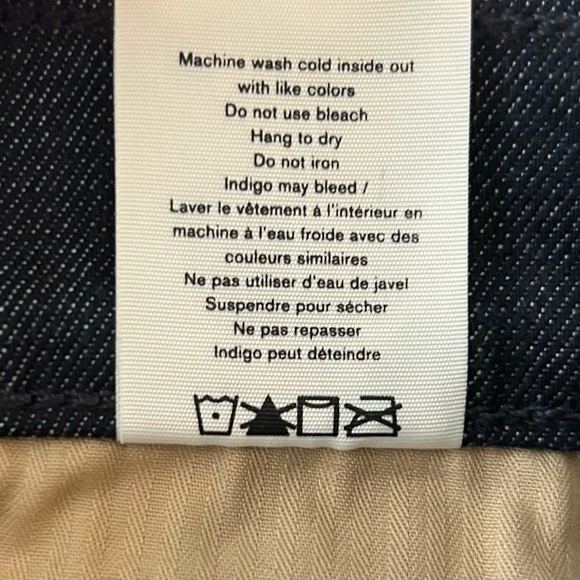 Machine wash cold inside out
with like colors
Do not use bleach
Hang to dry
Do not iron
Indigo may bleed /
Laver le vêtement à l'intérieur en
machine à l'eau froide avec des
couleurs similaires
Ne pas utiliser d'eau de javel
Suspendre pour sécher
Ne pas repasser
Indigo peut déteindre